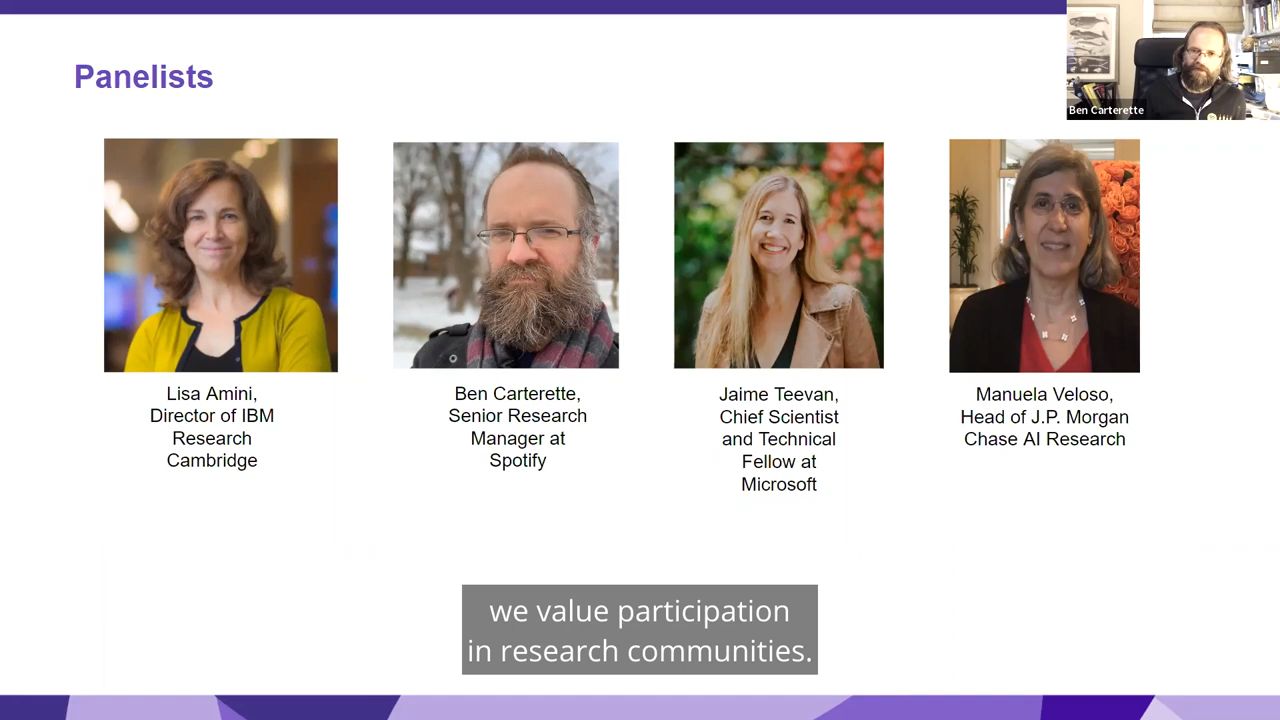 Panelists
Ben Carterette
Lisa Amini,
Director of IBM
Research
Cambridge
Ben Carterette,
Senior Research
Manager at
Spotify
Jaime Teevan,
Chief Scientist
and Technical
Fellow at
Microsoft
Manuela Veloso,
Head of J.P. Morgan
Chase AI Research
we value participation
in research communities.